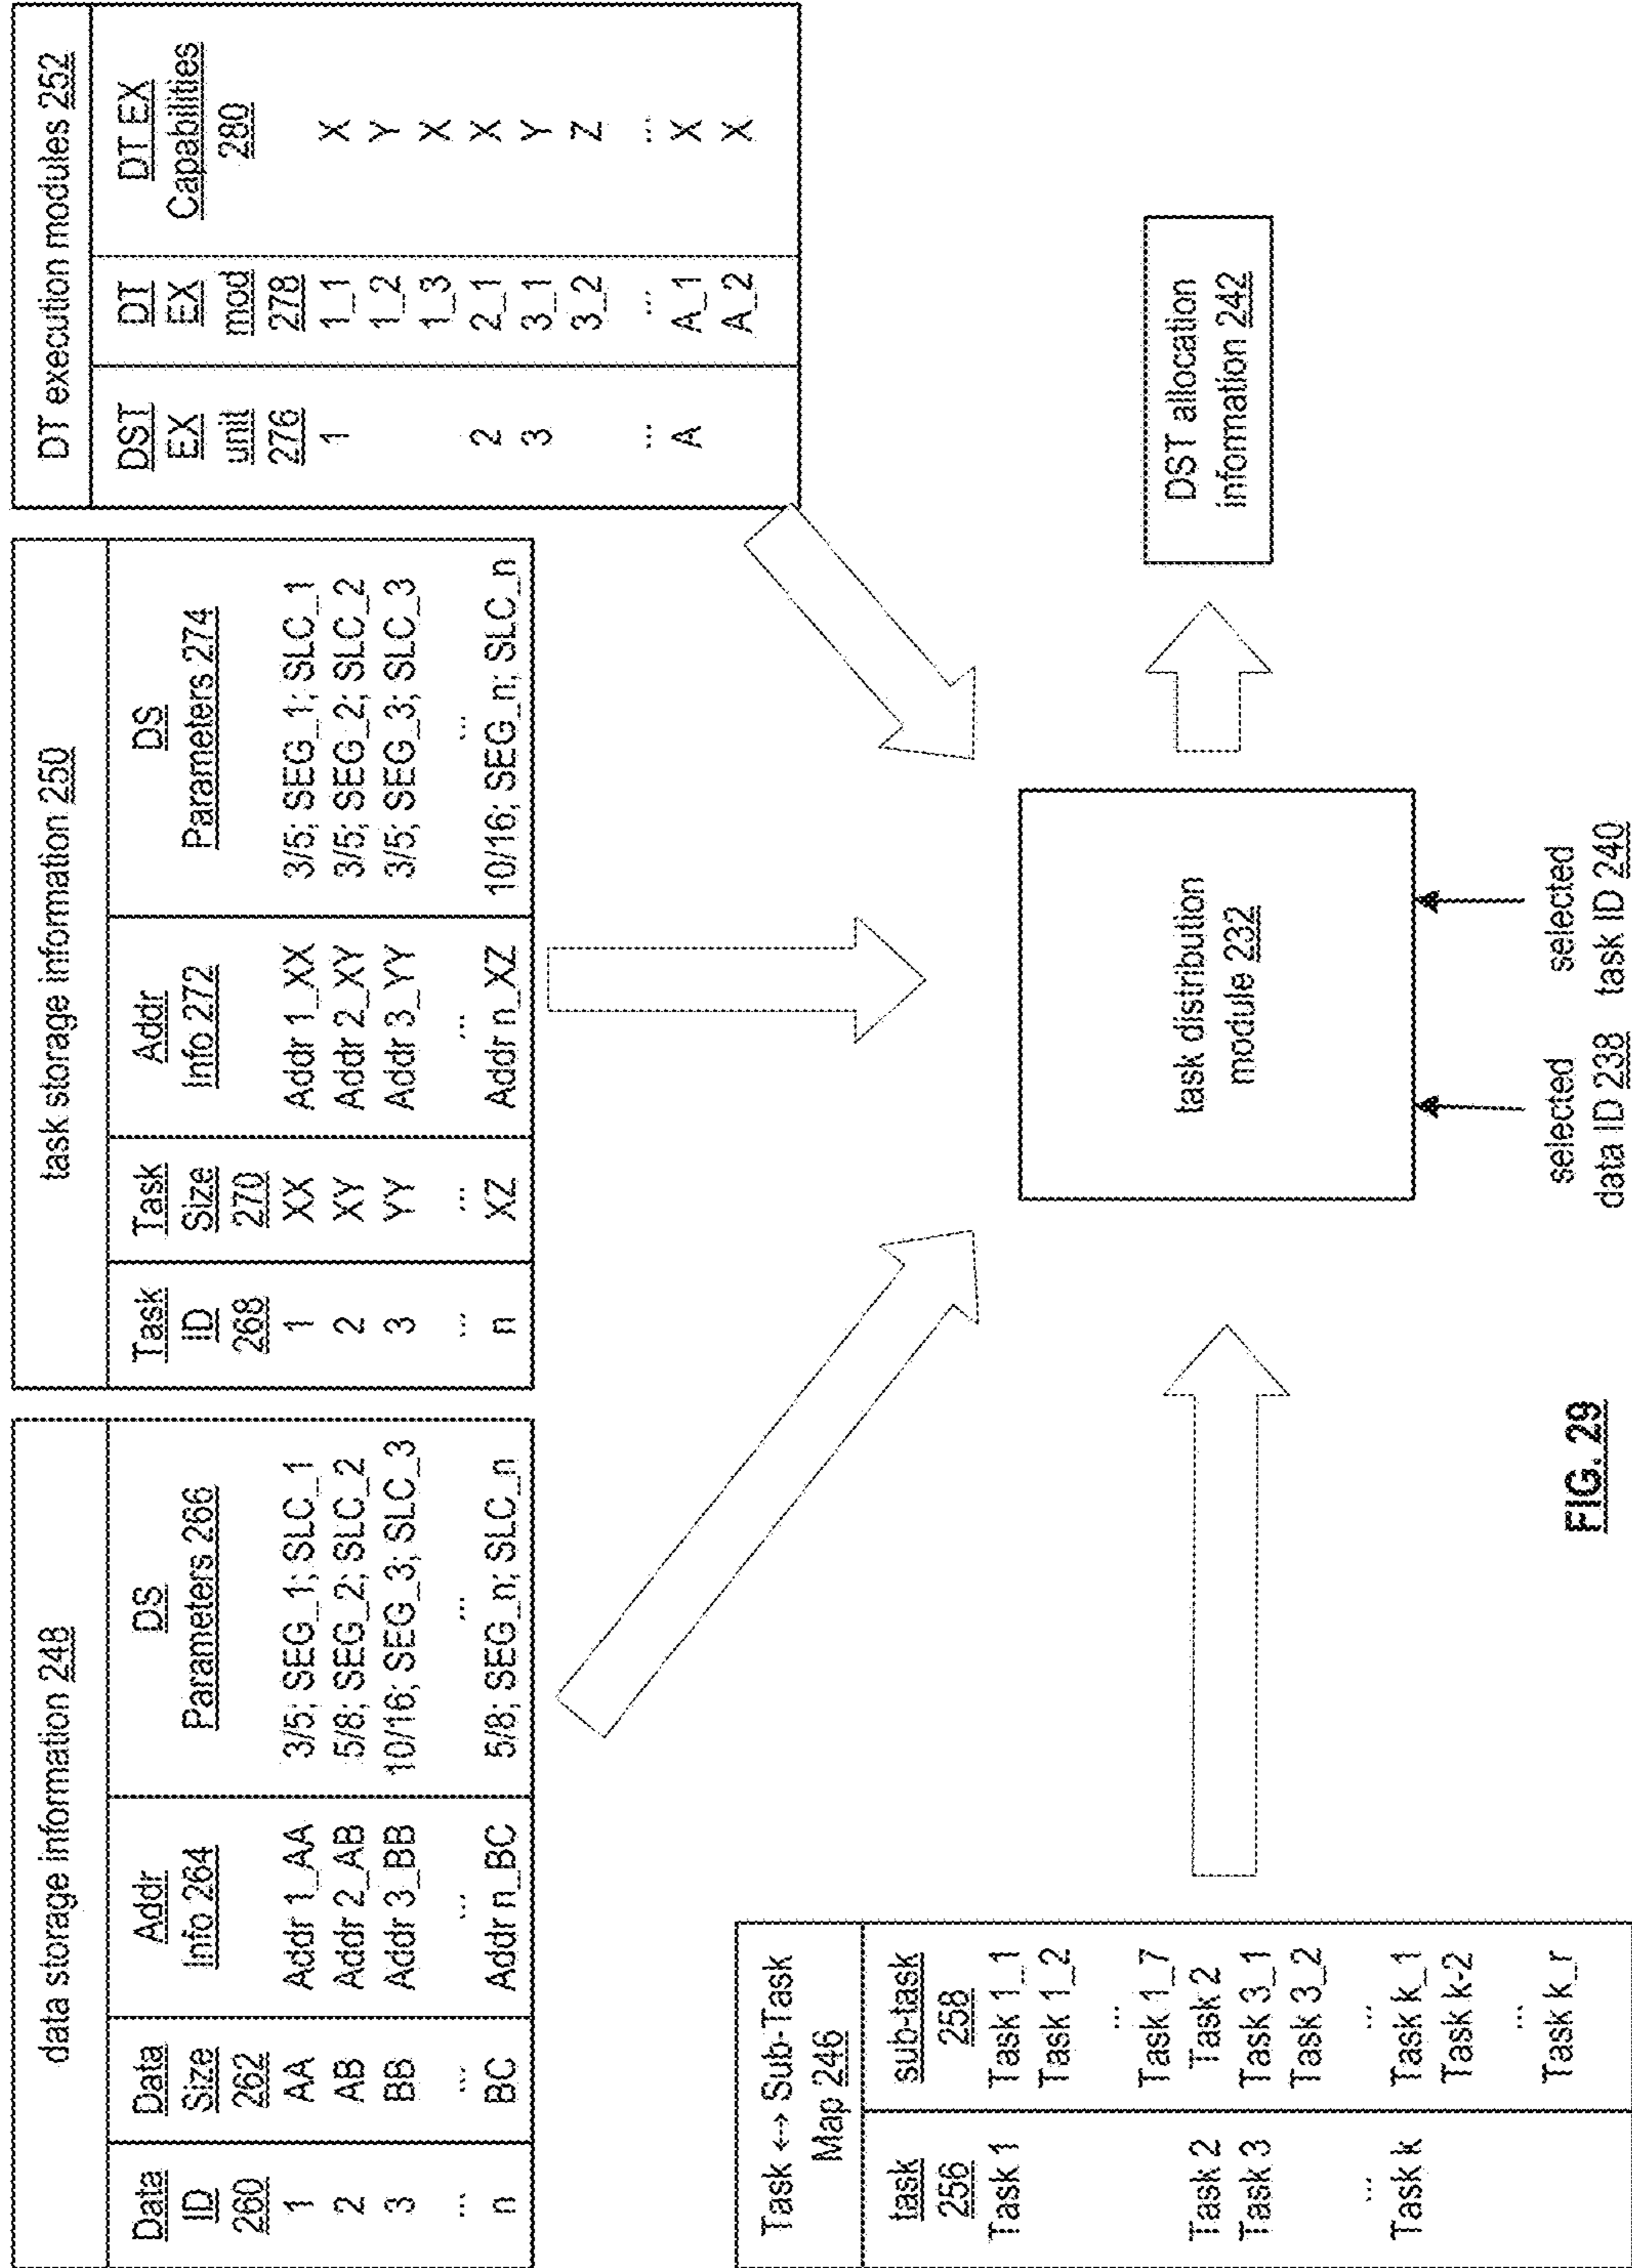 data storage information 248
Data ID 260 Data Size 262 Addr Info 264 DS Parameters 266
1 AA Addr 1_AA 3/5; SEG_1; SLC_1
2 AB Addr 2_AB 5/8; SEG_2; SLC_2
3 BB Addr 3_BB 10/16; SEG_3; SLC_3
... ... ... ...
n BC Addr n_BC 5/8; SEG_n; SLC_n
task storage information 250
Task ID 268 Task Size 270 Addr Info 272 DS Parameters 274
1 XX Addr 1_XX 3/5; SEG_1; SLC_1
2 XY Addr 2_XY 3/5; SEG_2; SLC_2
3 YY Addr 3_YY 3/5; SEG_3; SLC_3
... ... ... ...
n XZ Addr n_XZ 10/16; SEG_n; SLC_n
DT execution modules 252
DST EX unit 276 DT EX mod 278 DT EX Capabilities 280
1 1_1 X
1_2 Y
1_3 X
2 2_1 X
3 3_1 Y
3_2 Z
... ... ...
A A_1 X
A_2 X
Task ↔ Sub-Task
Map 246
task 256 sub-task 258
Task 1 Task 1_1
Task 1_2
...
Task 1_7
Task 2 Task 2
Task 3 Task 3_1
Task 3_2
... ...
Task k Task k_1
Task k-2
...
Task k_r
task distribution
module 232
selected
data ID 238
selected
task ID 240
DST allocation
information 242
FIG. 29